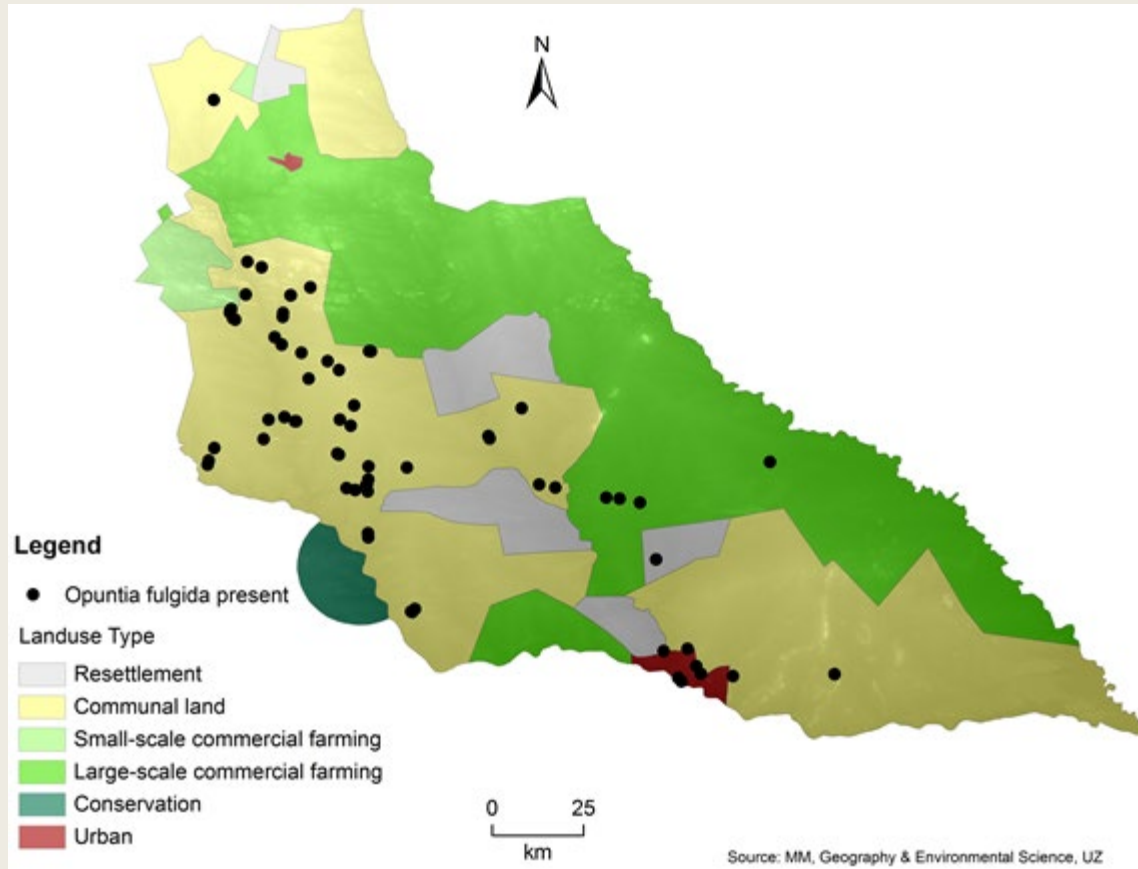 N
Legend
Opuntia fulgida present
Landuse Type
Resettlement
Communal land
Small-scale commercial farming
Large-scale commercial farming
Conservation
Urban
0 25
km
Source: MM, Geography & Environmental Science, UZ